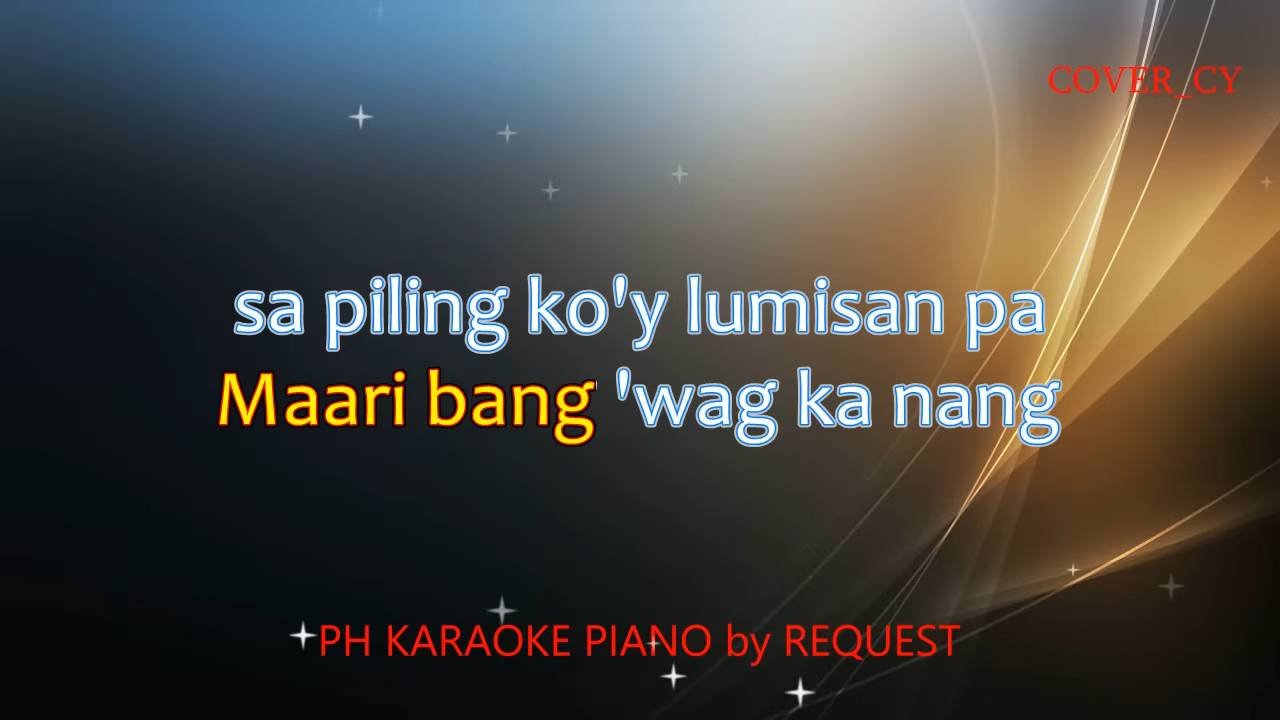 COVER_CY
sa piling ko'y lumisan pa
Maari bang 'wag ka nang
PH KARAOKE PIANO by REQUEST